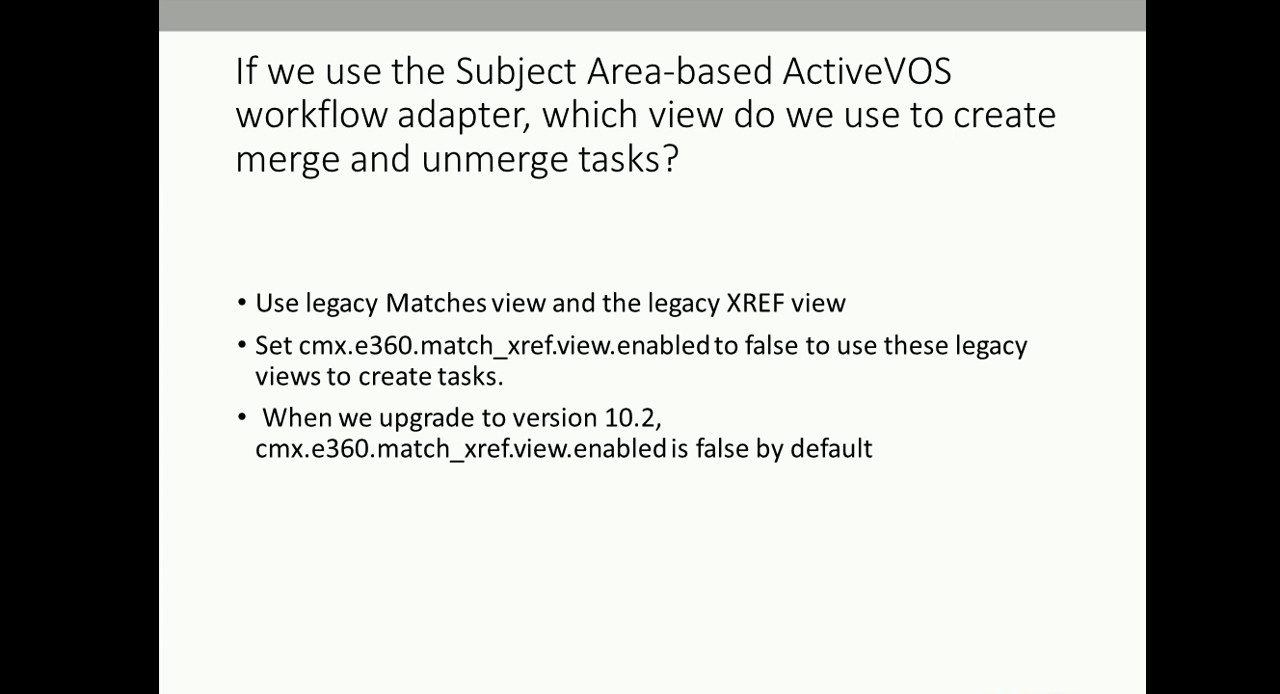 If we use the Subject Area-based ActiveVOS
workflow adapter, which view do we use to create
merge and unmerge tasks?
• Use legacy Matches view and the legacy XREF view
• Set cmx.e360.match_xref.view.enabled to false to use these legacy
views to create tasks.
• When we upgrade to version 10.2,
cmx.e360.match_xref.view.enabled is false by default